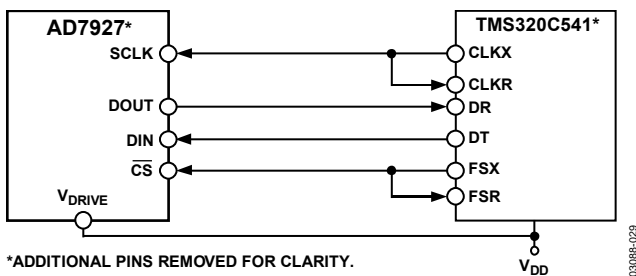 AD7927*
TMS320C541*
SCLK
CLKX
CLKR
DOUT
DR
DIN
DT
C̅S̅
FSX
FSR
VDRIVE
*ADDITIONAL PINS REMOVED FOR CLARITY.
VDD
03088-029